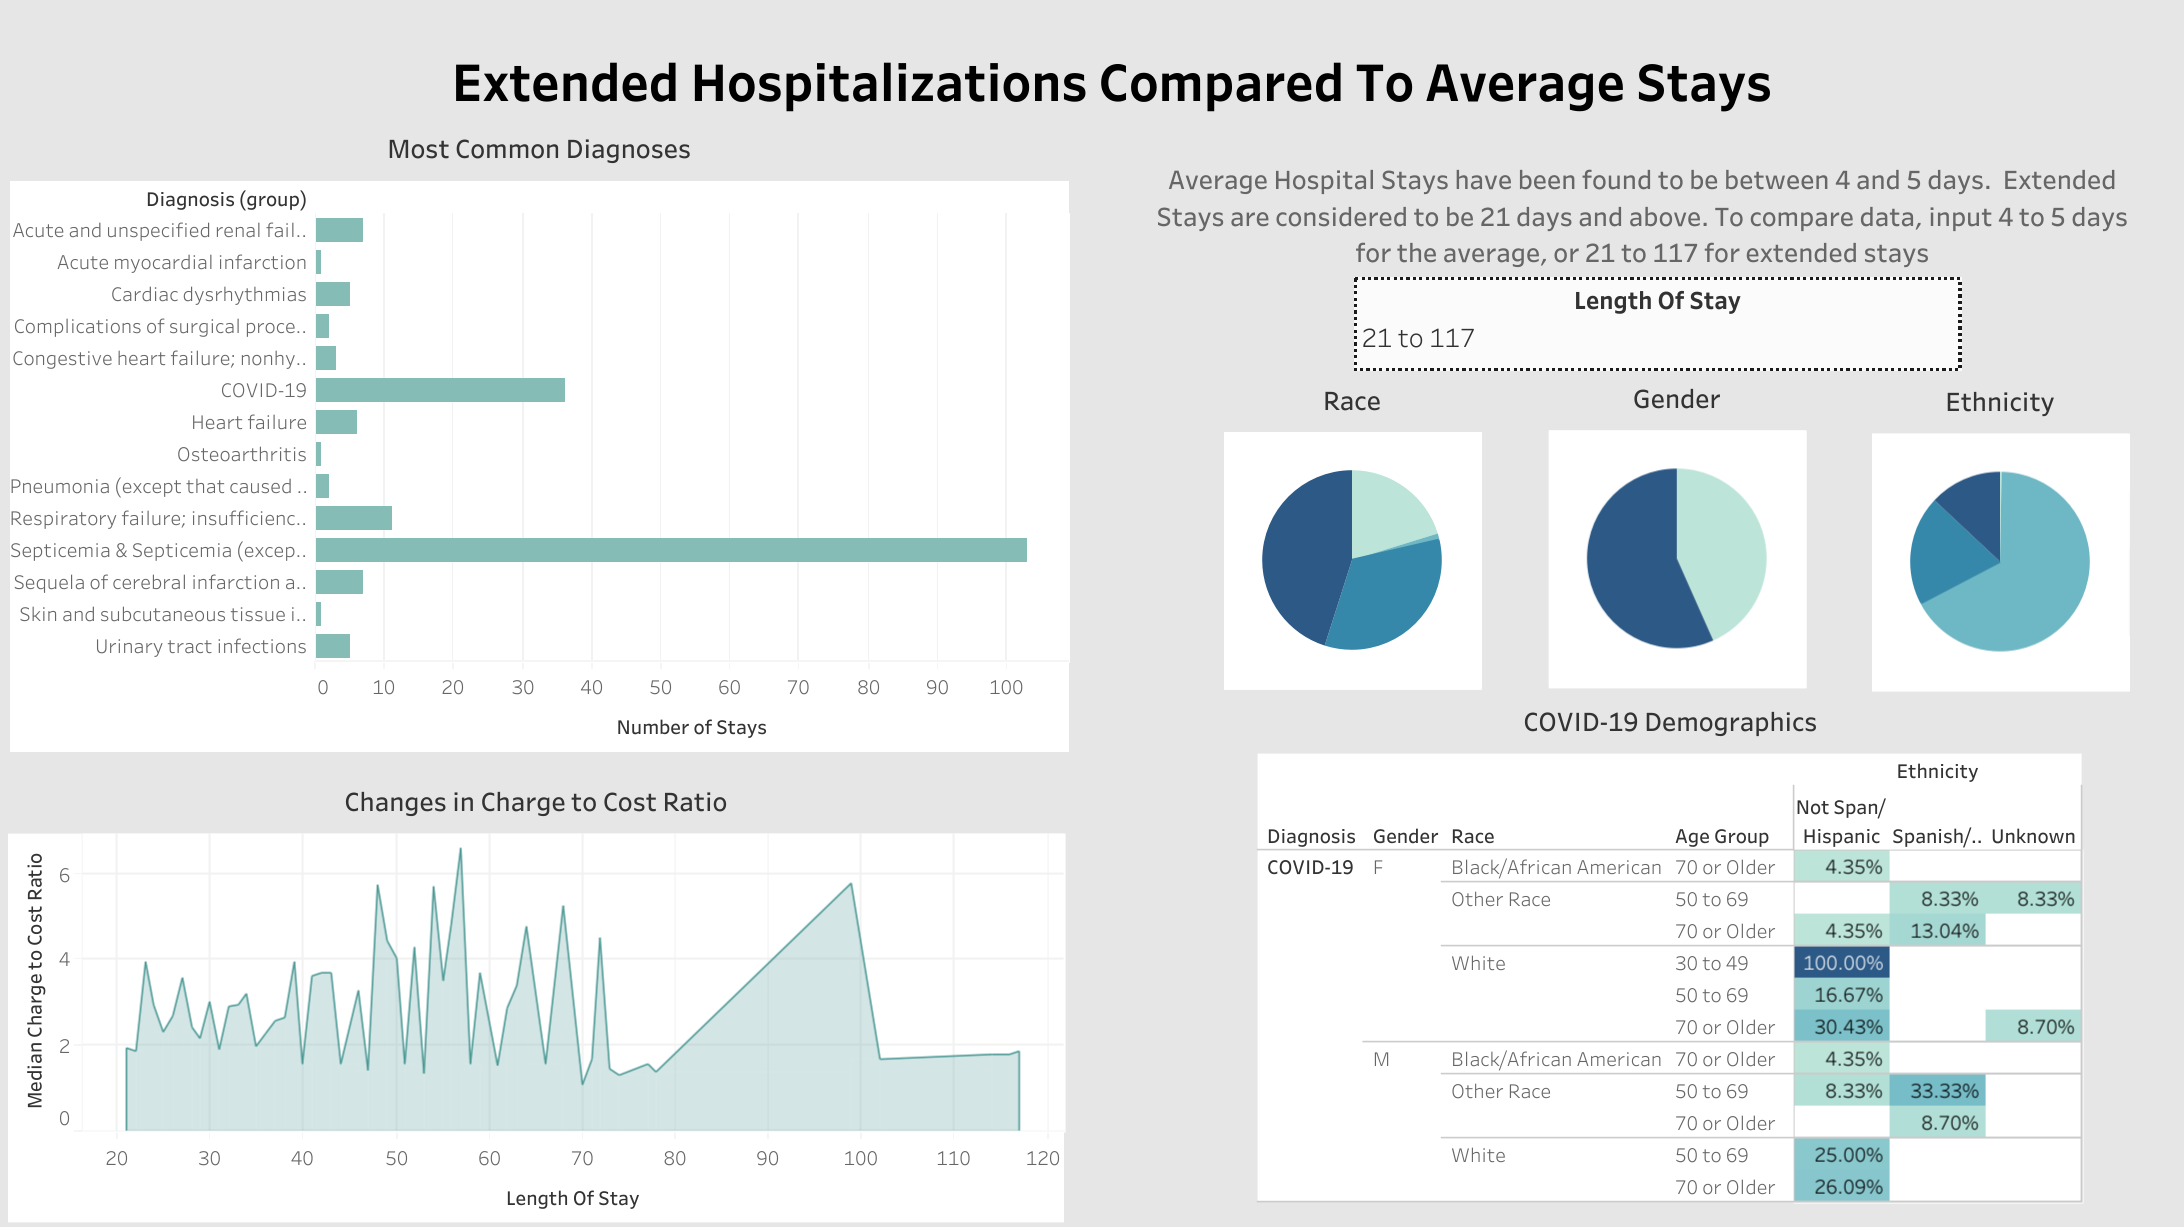 Extended Hospitalizations Compared To Average Stays
Most Common Diagnoses
Diagnosis (group)
Acute and unspecified renal fail..
Acute myocardial infarction
Cardiac dysrhythmias
Complications of surgical proce..
Congestive heart failure; nonhy..
COVID-19
Heart failure
Osteoarthritis
Pneumonia (except that caused ..
Respiratory failure; insufficienc..
Septicemia & Septicemia (excep..
Sequela of cerebral infarction a..
Skin and subcutaneous tissue i..
Urinary tract infections
0 10 20 30 40 50 60 70 80 90 100
Number of Stays
Changes in Charge to Cost Ratio
Median Charge to Cost Ratio
6
4
2
0
20 30 40 50 60 70 80 90 100 110 120
Length Of Stay
Average Hospital Stays have been found to be between 4 and 5 days. Extended
Stays are considered to be 21 days and above. To compare data, input 4 to 5 days
for the average, or 21 to 117 for extended stays
Length Of Stay
21 to 117
Race Gender Ethnicity
COVID-19 Demographics
Ethnicity
Not Span/
Diagnosis Gender Race Age Group Hispanic Spanish/.. Unknown
COVID-19 F Black/African American 70 or Older 4.35%
Other Race 50 to 69 8.33% 8.33%
70 or Older 4.35% 13.04%
White 30 to 49 100.00%
50 to 69 16.67%
70 or Older 30.43% 8.70%
M Black/African American 70 or Older 4.35%
Other Race 50 to 69 8.33% 33.33%
70 or Older 8.70%
White 50 to 69 25.00%
70 or Older 26.09%